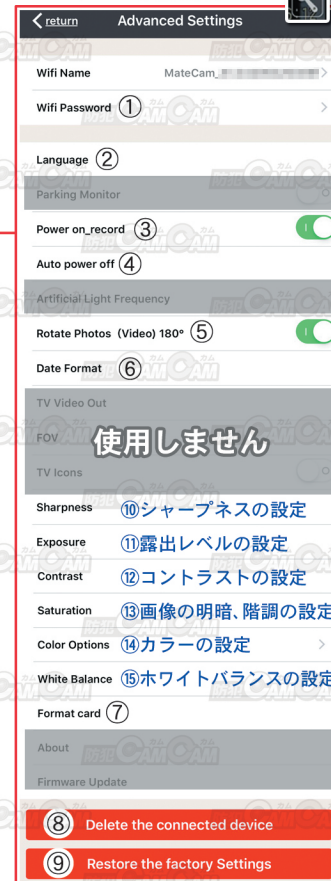 return Advanced Settings
Wifi Name MateCam_
Wifi Password ①
Language ②
Parking Monitor
Power on_record ③
Auto power off ④
Artificial Light Frequency
Rotate Photos (Video) 180° ⑤
Date Format ⑥
TV Video Out
FOV
使用しません
TV Icons
Sharpness ⑩シャープネスの設定
Exposure ⑪露出レベルの設定
Contrast ⑫コントラストの設定
Saturation ⑬画像の明暗、階調の設定
Color Options ⑭カラーの設定
White Balance ⑮ホワイトバランスの設定
Format card ⑦
About
Firmware Update
⑧ Delete the connected device
⑨ Restore the factory Settings